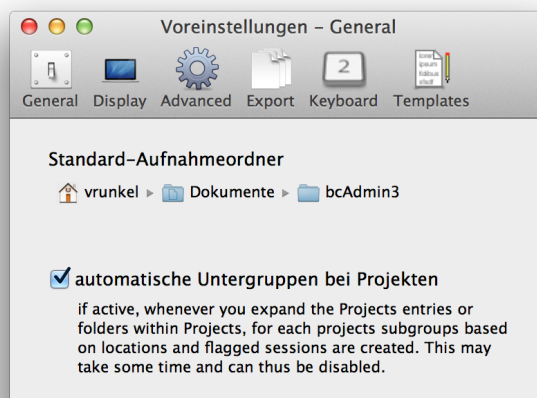 Voreinstellungen – General
2
General Display Advanced Export Keyboard Templates
Standard-Aufnahmeordner
vrunkel ▸ Dokumente ▸ bcAdmin3
automatische Untergruppen bei Projekten
if active, whenever you expand the Projects entries or
folders within Projects, for each projects subgroups based
on locations and flagged sessions are created. This may
take some time and can thus be disabled.